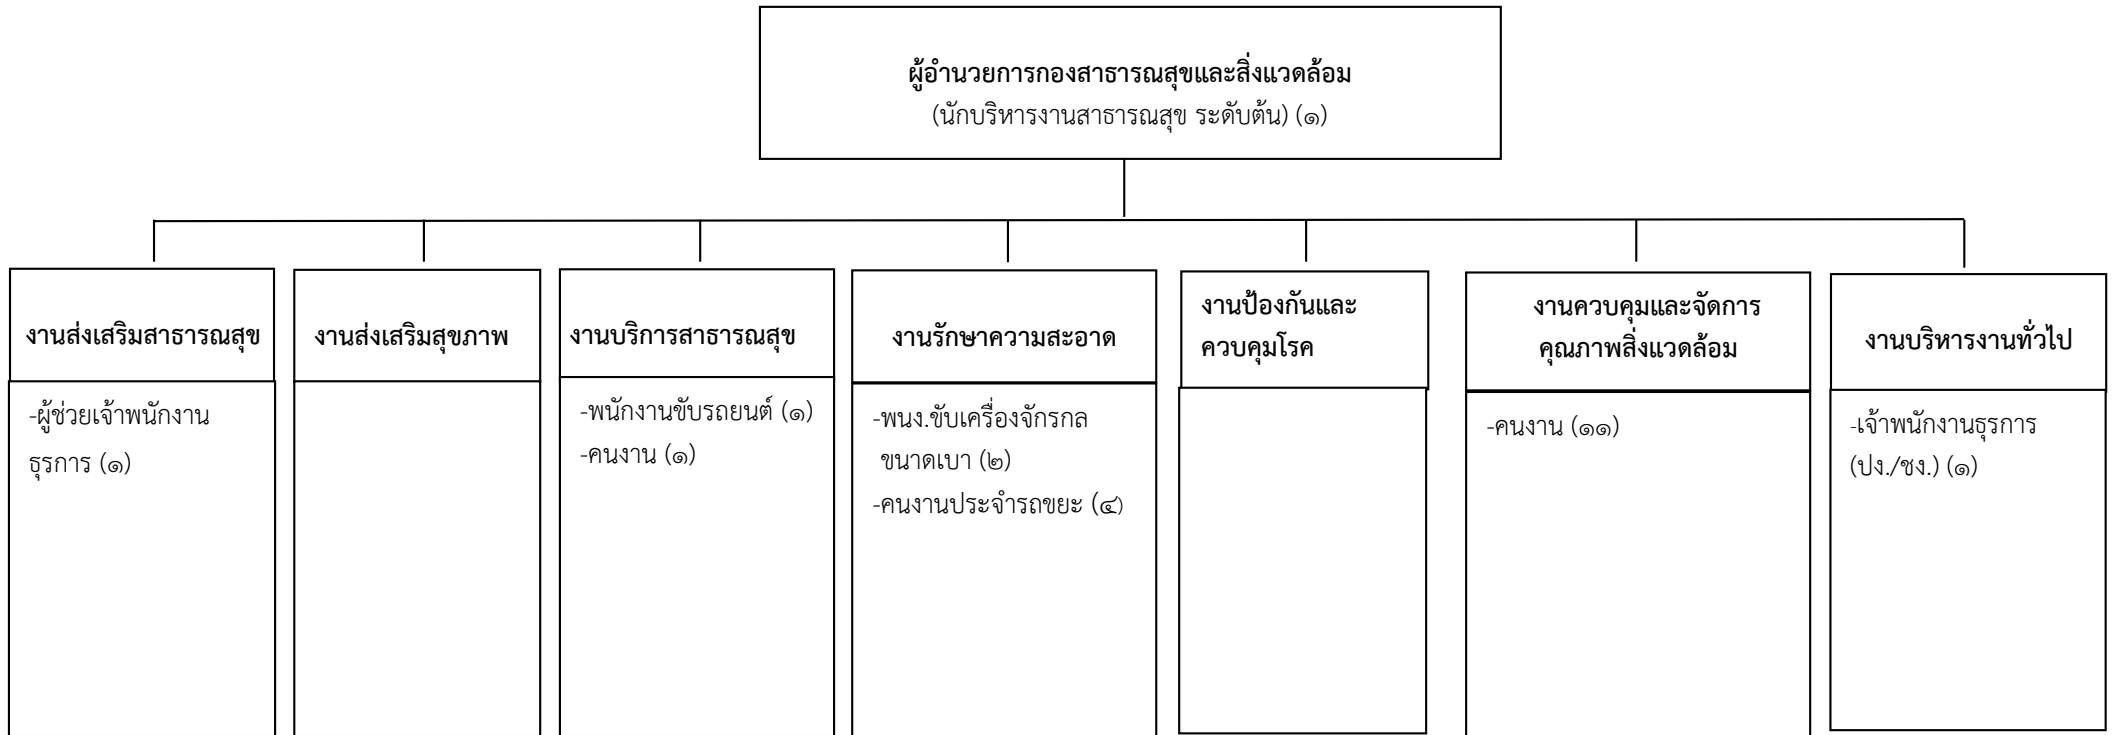 ผู้อำนวยการกองสาธารณสุขและสิ่งแวดล้อม
(นักบริหารงานสาธารณสุข ระดับต้น) (๑)
งานส่งเสริมสาธารณสุข
-ผู้ช่วยเจ้าพนักงาน
ธุรการ (๑)
งานส่งเสริมสุขภาพ
งานบริการสาธารณสุข
-พนักงานขับรถยนต์ (๑)
-คนงาน (๑)
งานรักษาความสะอาด
-พนง.ขับเครื่องจักรกล
ขนาดเบา (๒)
-คนงานประจำรถขยะ (๔)
งานป้องกันและ
ควบคุมโรค
งานควบคุมและจัดการ
คุณภาพสิ่งแวดล้อม
-คนงาน (๑๑)
งานบริหารงานทั่วไป
-เจ้าพนักงานธุรการ
(ปง./ชง.) (๑)